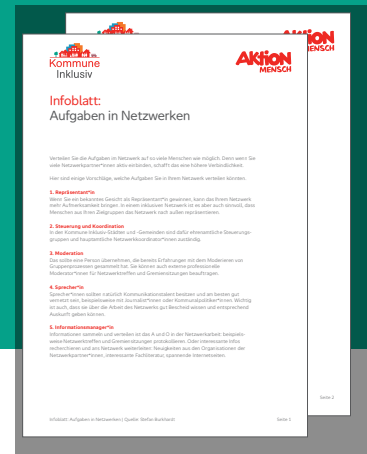 Kommune
Inklusiv
AKtiON
MENSCH
Infoblatt:
Aufgaben in Netzwerken
Verteilen Sie die Aufgaben im Netzwerk auf so viele Menschen wie möglich. Denn wenn Sie
viele Netzwerkpartner*innen aktiv einbinden, schafft das eine höhere Verbindlichkeit.
Hier sind einige Vorschläge, welche Aufgaben Sie in Ihrem Netzwerk verteilen könnten.
1. Repräsentant*in
Wenn Sie ein bekanntes Gesicht als Repräsentant*in gewinnen, kann das Ihrem Netzwerk
mehr Aufmerksamkeit bringen. In einem inklusiven Netzwerk ist es aber auch sinnvoll, dass
Menschen aus Ihren Zielgruppen das Netzwerk nach außen repräsentieren.
2. Steuerung und Koordination
In den Kommune Inklusiv-Städten und -Gemeinden sind dafür ehrenamtliche Steuerungs-
gruppen und hauptamtliche Netzwerkkoordinator*innen zuständig.
3. Moderation
Das sollte eine Person übernehmen, die bereits Erfahrungen mit dem Moderieren von
Gruppenprozessen gesammelt hat. Sie können auch externe professionelle
Moderator*innen für Netzwerktreffen und Gremiensitzungen beauftragen.
4. Sprecher*in
Sprecher*innen sollten natürlich Kommunikationstalent besitzen und am besten gut
vernetzt sein, beispielsweise mit Journalist*innen oder Kommunalpolitiker*innen. Wichtig
ist auch, dass sie über die Arbeit des Netzwerks gut Bescheid wissen und entsprechend
Auskunft geben können.
5. Informationsmanager*in
Informationen sammeln und verteilen ist das A und O in der Netzwerkarbeit: beispiels-
weise Netzwerktreffen und Gremiensitzungen protokollieren. Oder interessante Infos
recherchieren und ans Netzwerk weiterleiten: Neuigkeiten aus den Organisationen der
Netzwerkpartner*innen, interessante Fachliteratur, spannende Internetseiten.
Infoblatt: Aufgaben in Netzwerken | Quelle: Stefan Burkhardt
Seite 1
Seite 2